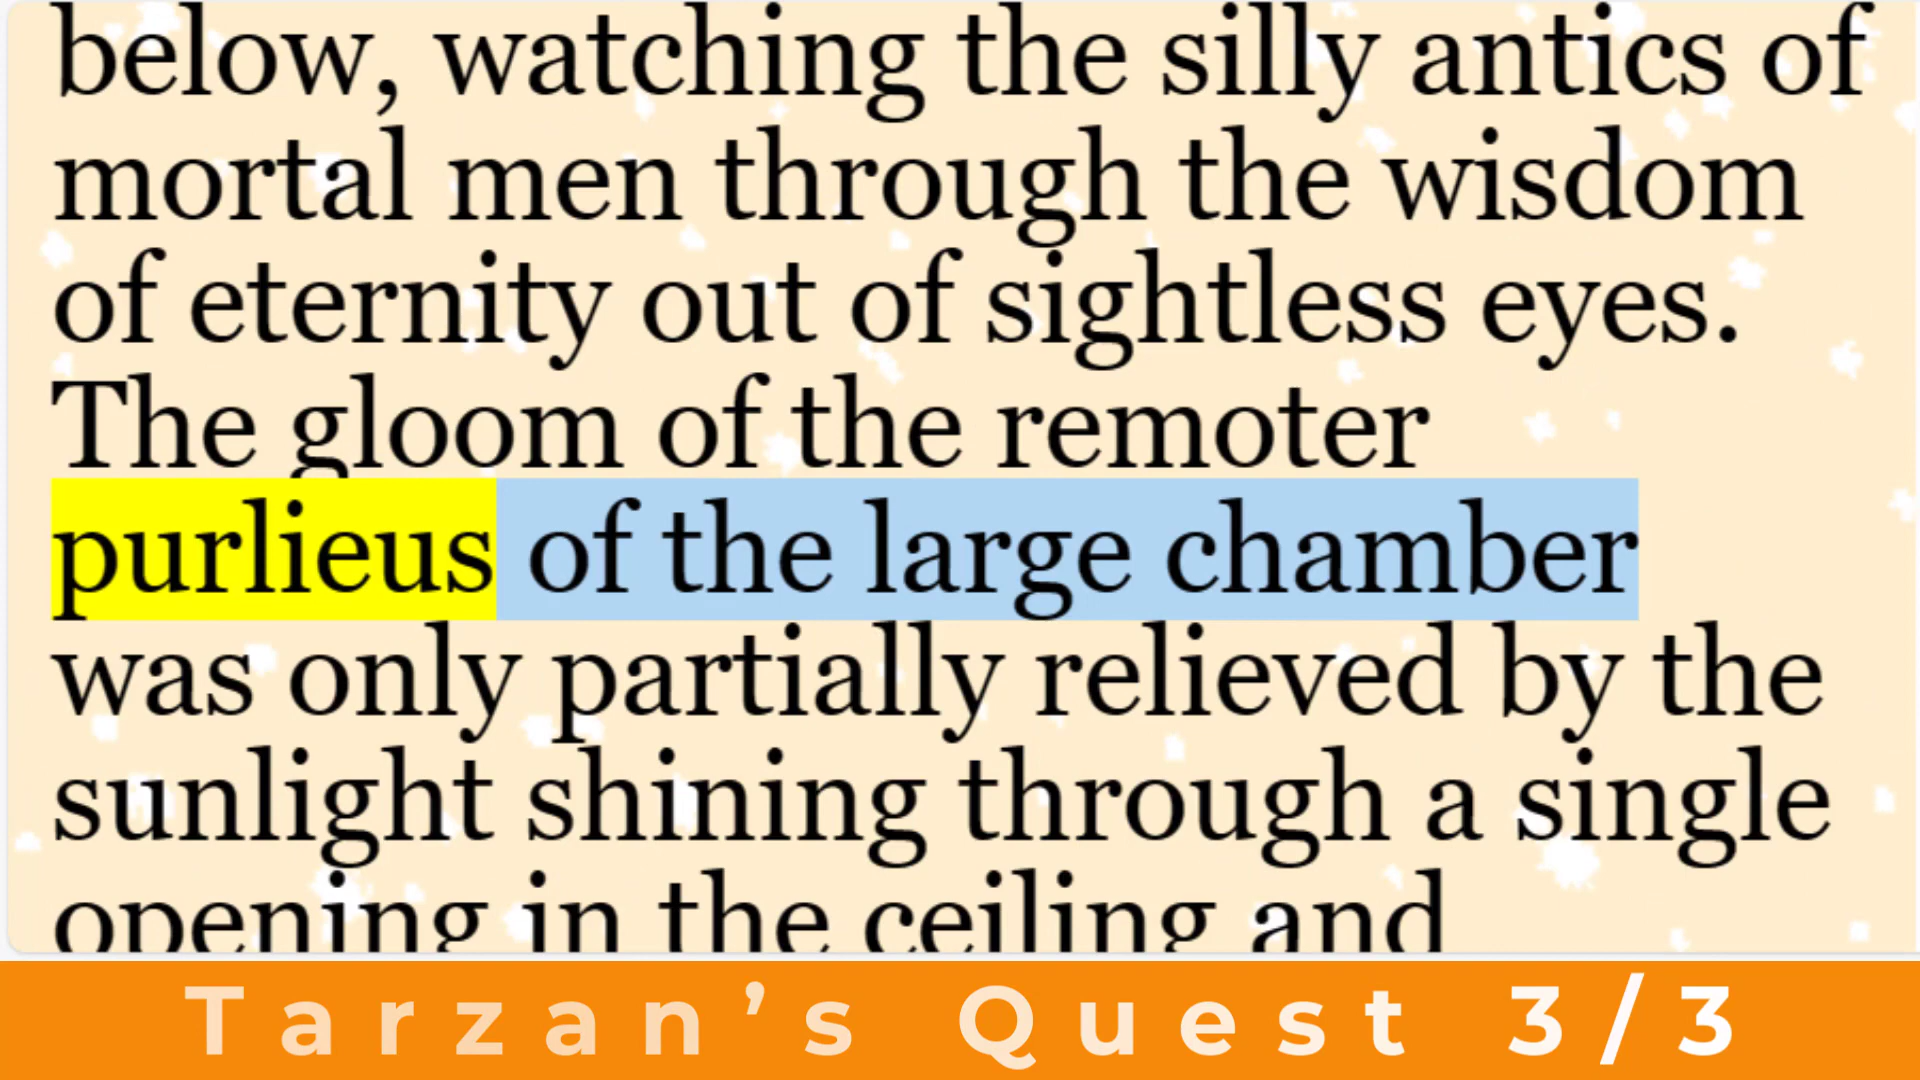 below, watching the silly antics of
mortal men through the wisdom
of eternity out of sightless eyes.
The gloom of the remoter
purlieus of the large chamber
was only partially relieved by the
sunlight shining through a single
opening in the ceiling and
Tarzan’s Quest 3/3